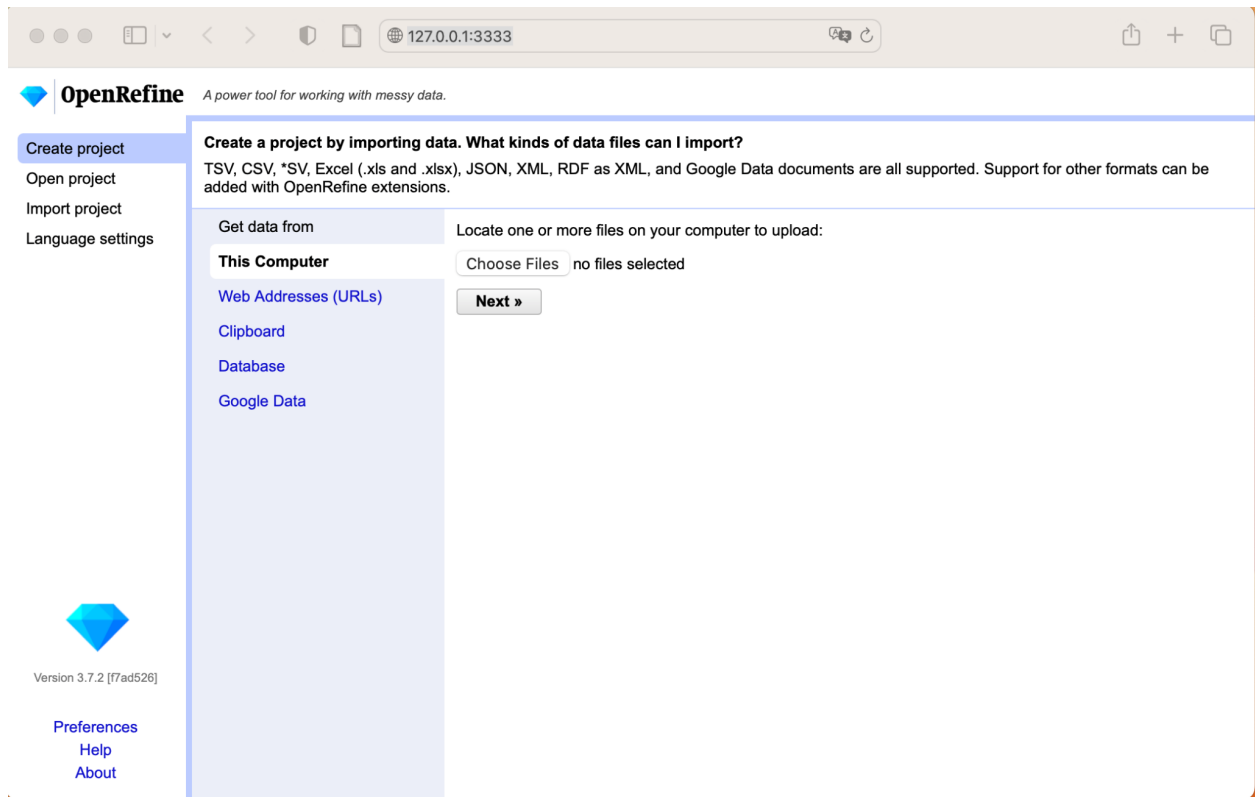 127.0.0.1:3333
OpenRefine
A power tool for working with messy data.
Create project
Open project
Import project
Language settings
Create a project by importing data. What kinds of data files can I import?
TSV, CSV, *SV, Excel (.xls and .xlsx), JSON, XML, RDF as XML, and Google Data documents are all supported. Support for other formats can be
added with OpenRefine extensions.
Get data from
This Computer
Web Addresses (URLs)
Clipboard
Database
Google Data
Locate one or more files on your computer to upload:
Choose Files no files selected
Next »
Version 3.7.2 [f7ad526]
Preferences
Help
About